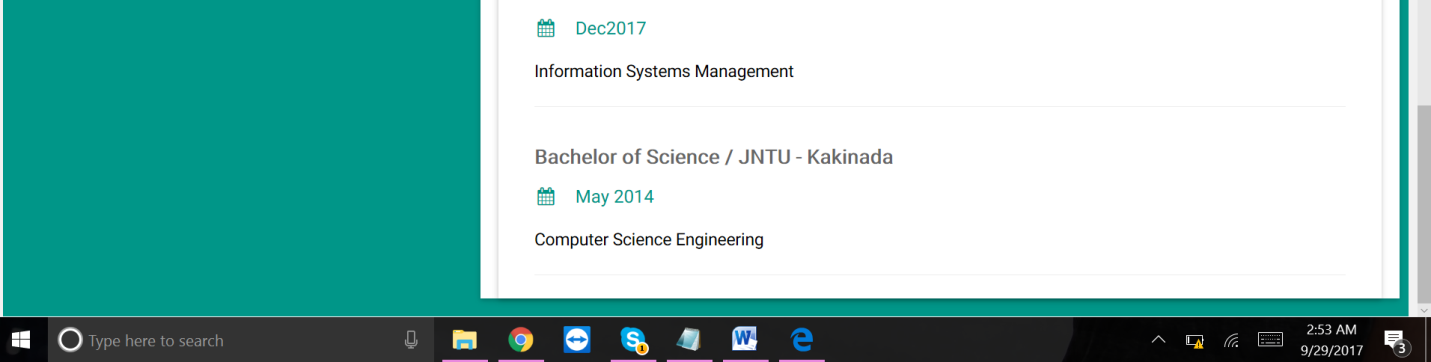 Dec2017
Information Systems Management
Bachelor of Science / JNTU - Kakinada
May 2014
Computer Science Engineering
Type here to search
2:53 AM
9/29/2017
3
S
1
W
e